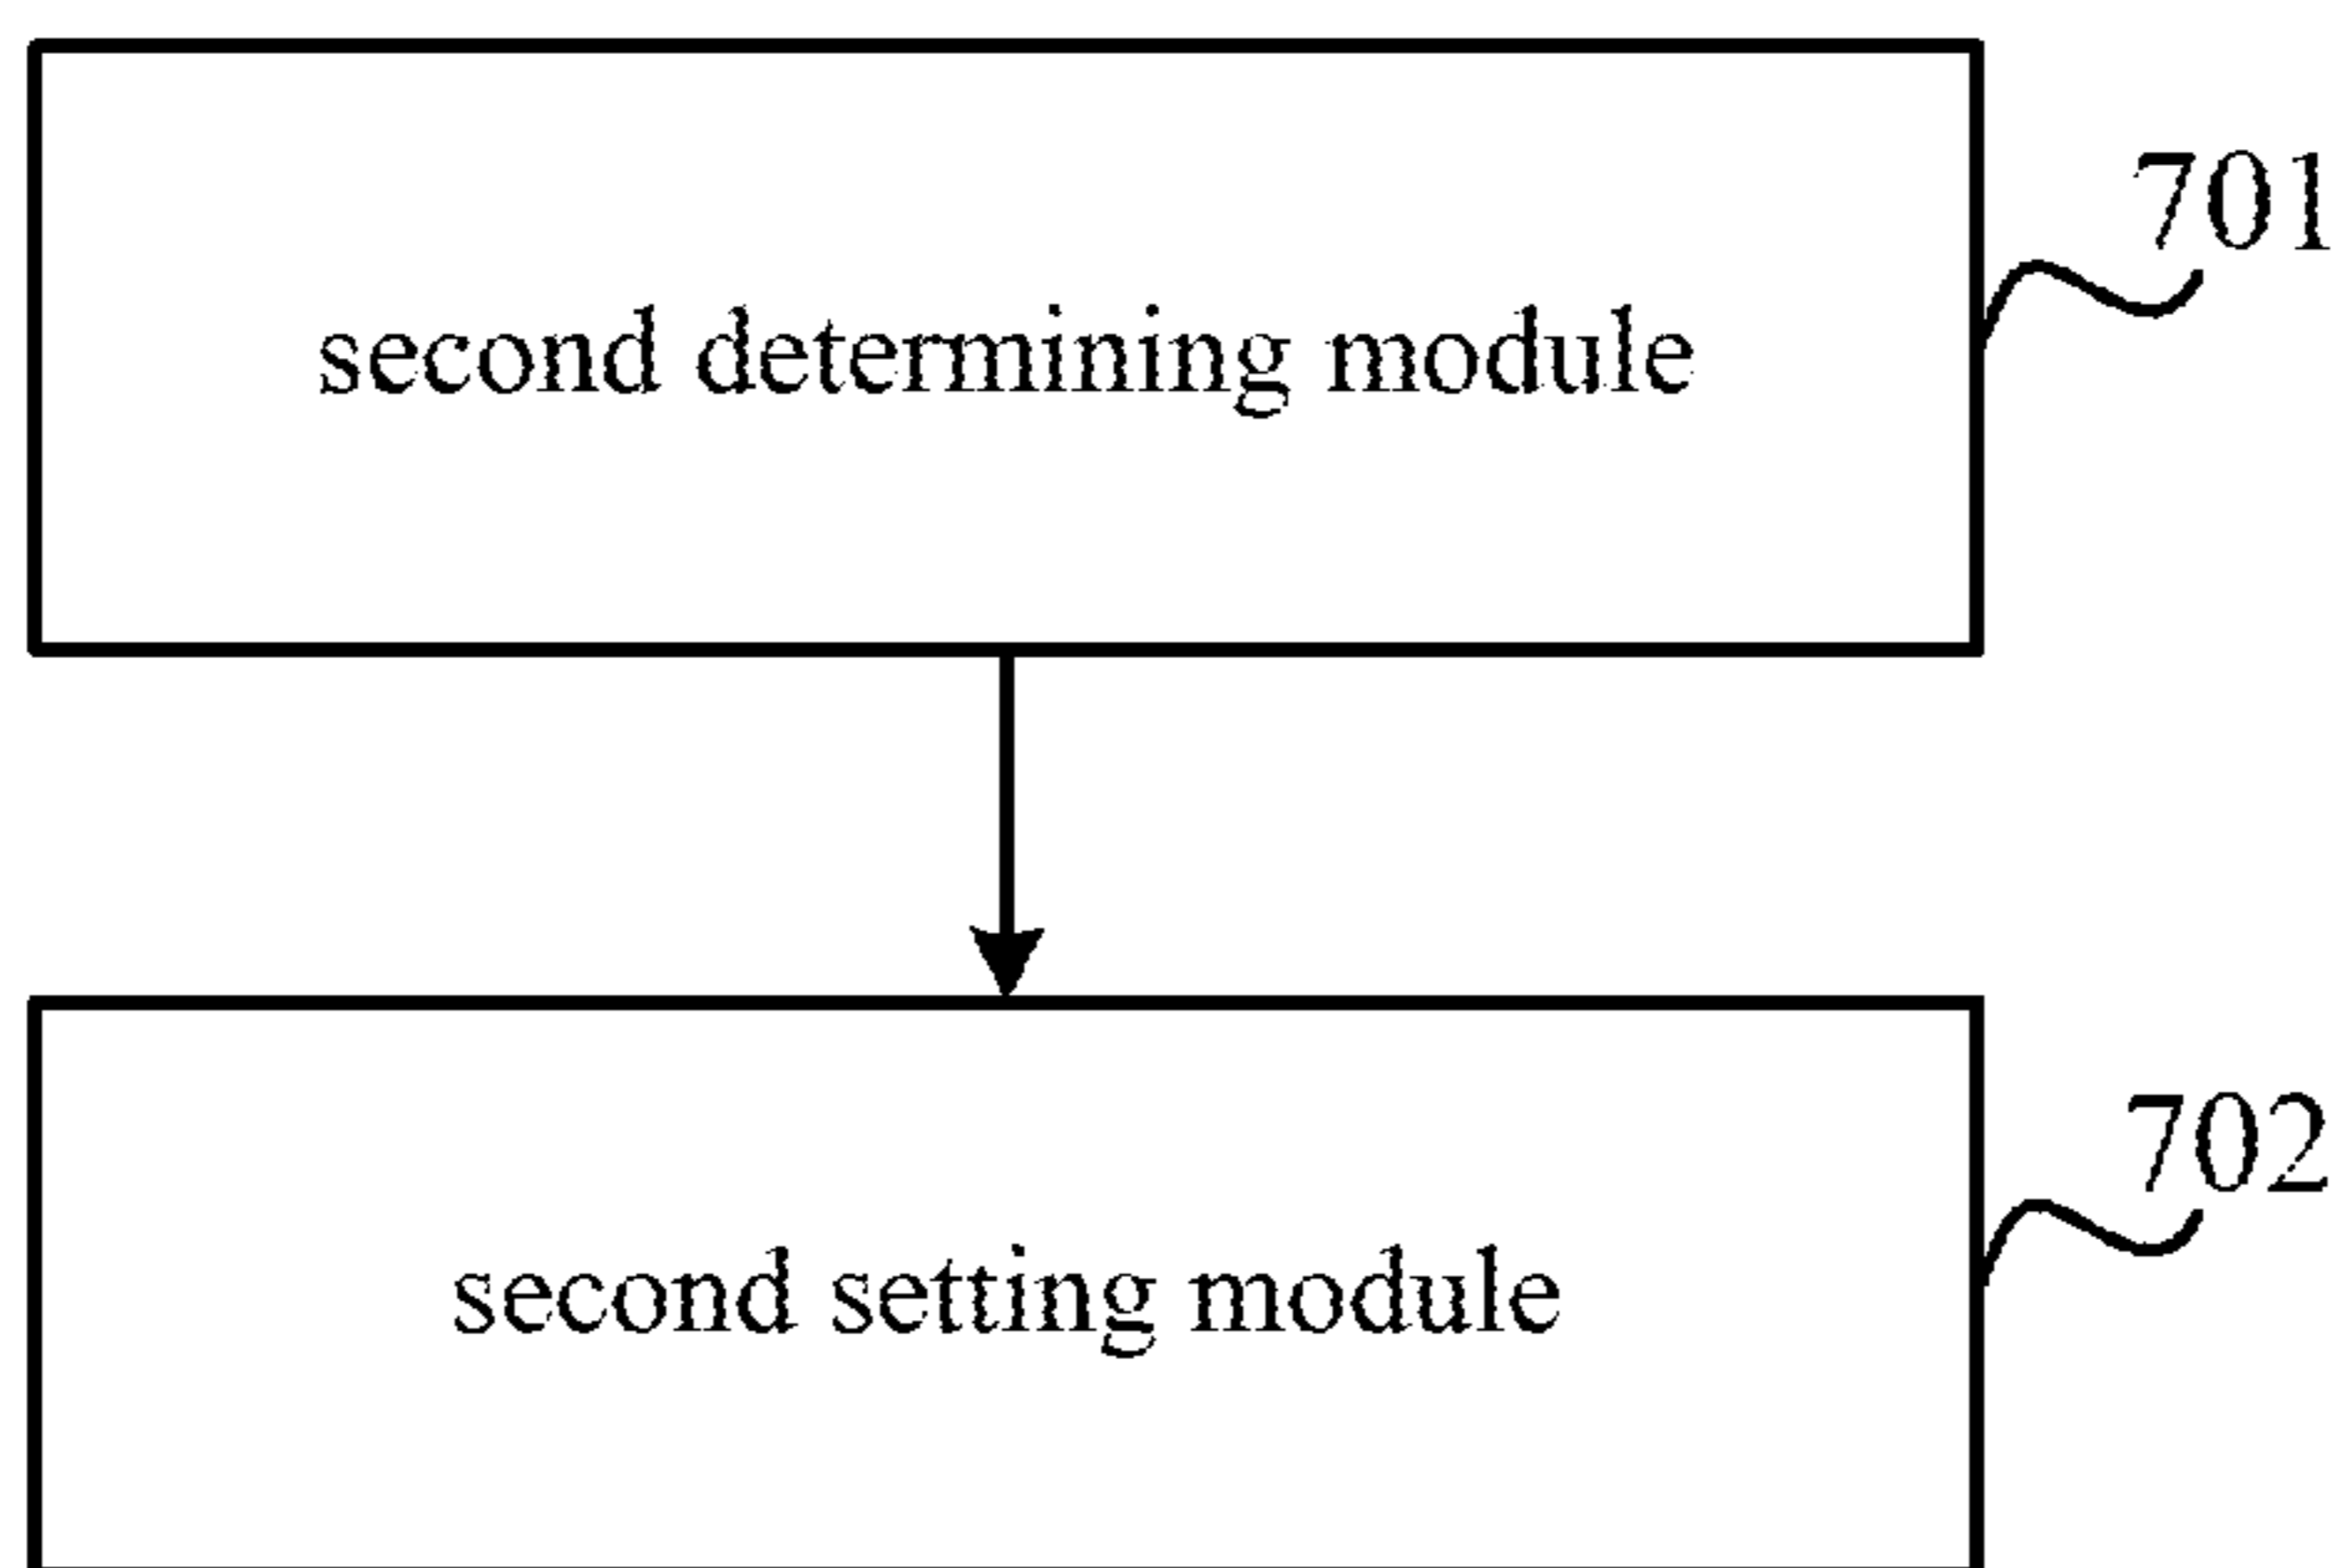 701
second determining module
702
second setting module